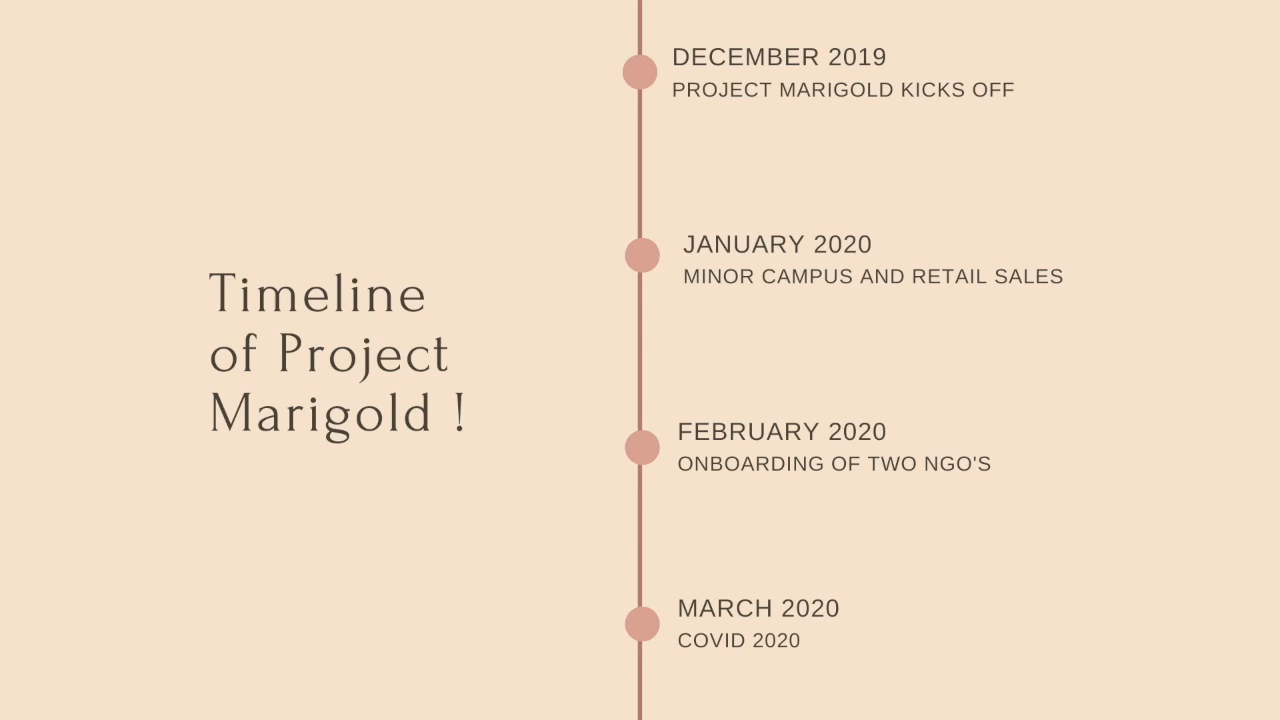 Timeline
of Project
Marigold !
DECEMBER 2019
PROJECT MARIGOLD KICKS OFF
JANUARY 2020
MINOR CAMPUS AND RETAIL SALES
FEBRUARY 2020
ONBOARDING OF TWO NGO'S
MARCH 2020
COVID 2020